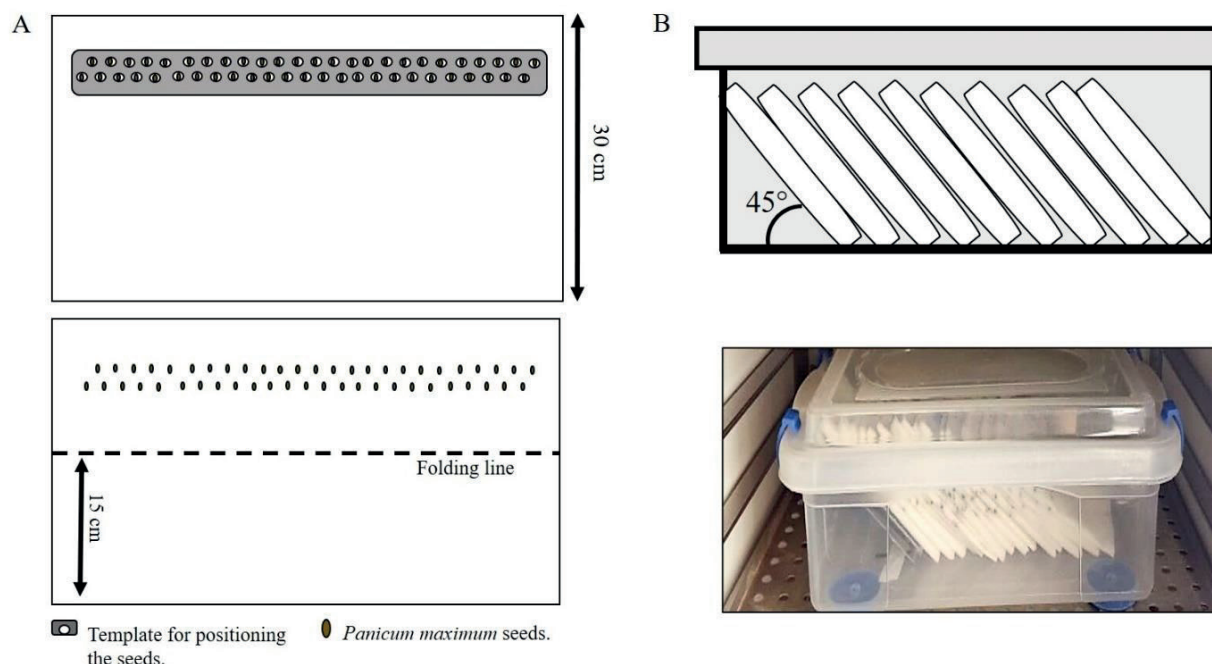 A
B
30 cm
45°
Folding line
15 cm
Template for positioning
the seeds.
Panicum maximum seeds.